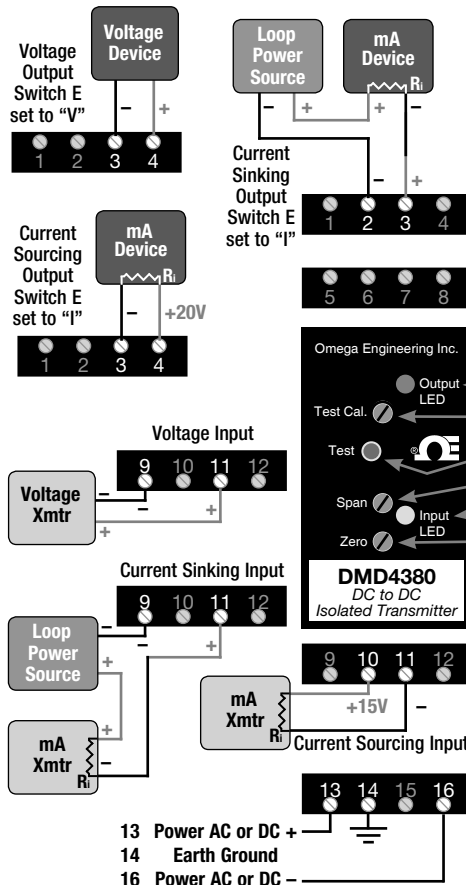 Voltage
Output
Switch E
set to “V”
Voltage
Device
–
+
1 2 3 4
Loop
Power
Source
mA
Device
Ri
–
+
+
–
Current
Sinking
Output
Switch E
set to “I”
–
+
1 2 3 4
Current
Sourcing
Output
Switch E
set to “I”
mA
Device
Ri
–
+20V
1 2 3 4
5 6 7 8
Omega Engineering Inc.
Output
LED
Test Cal.
Test
®
Span
Input
LED
Zero
DMD4380
DC to DC
Isolated Transmitter
Voltage Input
9 10 11 12
Voltage
Xmtr
–
–
+
+
Current Sinking Input
9 10 11 12
Loop
Power
Source
–
–
+
+
+
–
mA
Xmtr
Ri
9 10 11 12
mA
Xmtr
Ri
+15V
–
Current Sourcing Input
13 14 15 16
13 Power AC or DC +
14 Earth Ground
16 Power AC or DC –